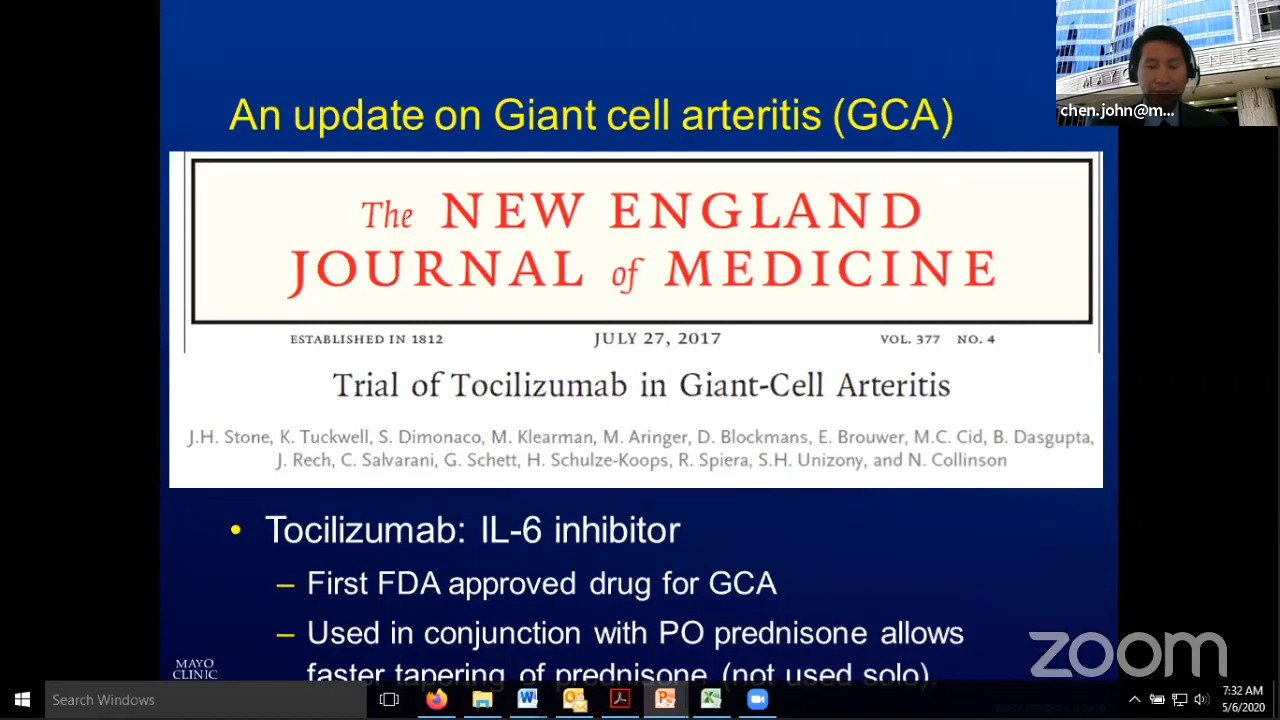 An update on Giant cell arteritis (GCA)
chen.john@m...
The NEW ENGLAND
JOURNAL of MEDICINE
ESTABLISHED IN 1812 JULY 27, 2017 VOL. 377 NO. 4
Trial of Tocilizumab in Giant-Cell Arteritis
J.H. Stone, K. Tuckwell, S. Dimonaco, M. Klearman, M. Aringer, D. Blockmans, E. Brouwer, M.C. Cid, B. Dasgupta,
J. Rech, C. Salvarani, G. Schett, H. Schulze-Koops, R. Spiera, S.H. Unizony, and N. Collinson
• Tocilizumab: IL-6 inhibitor
– First FDA approved drug for GCA
– Used in conjunction with PO prednisone allows
faster tapering of prednisone (not used solo).
MAYO
CLINIC
zoom
Search Windows
7:32 AM
5/6/2020